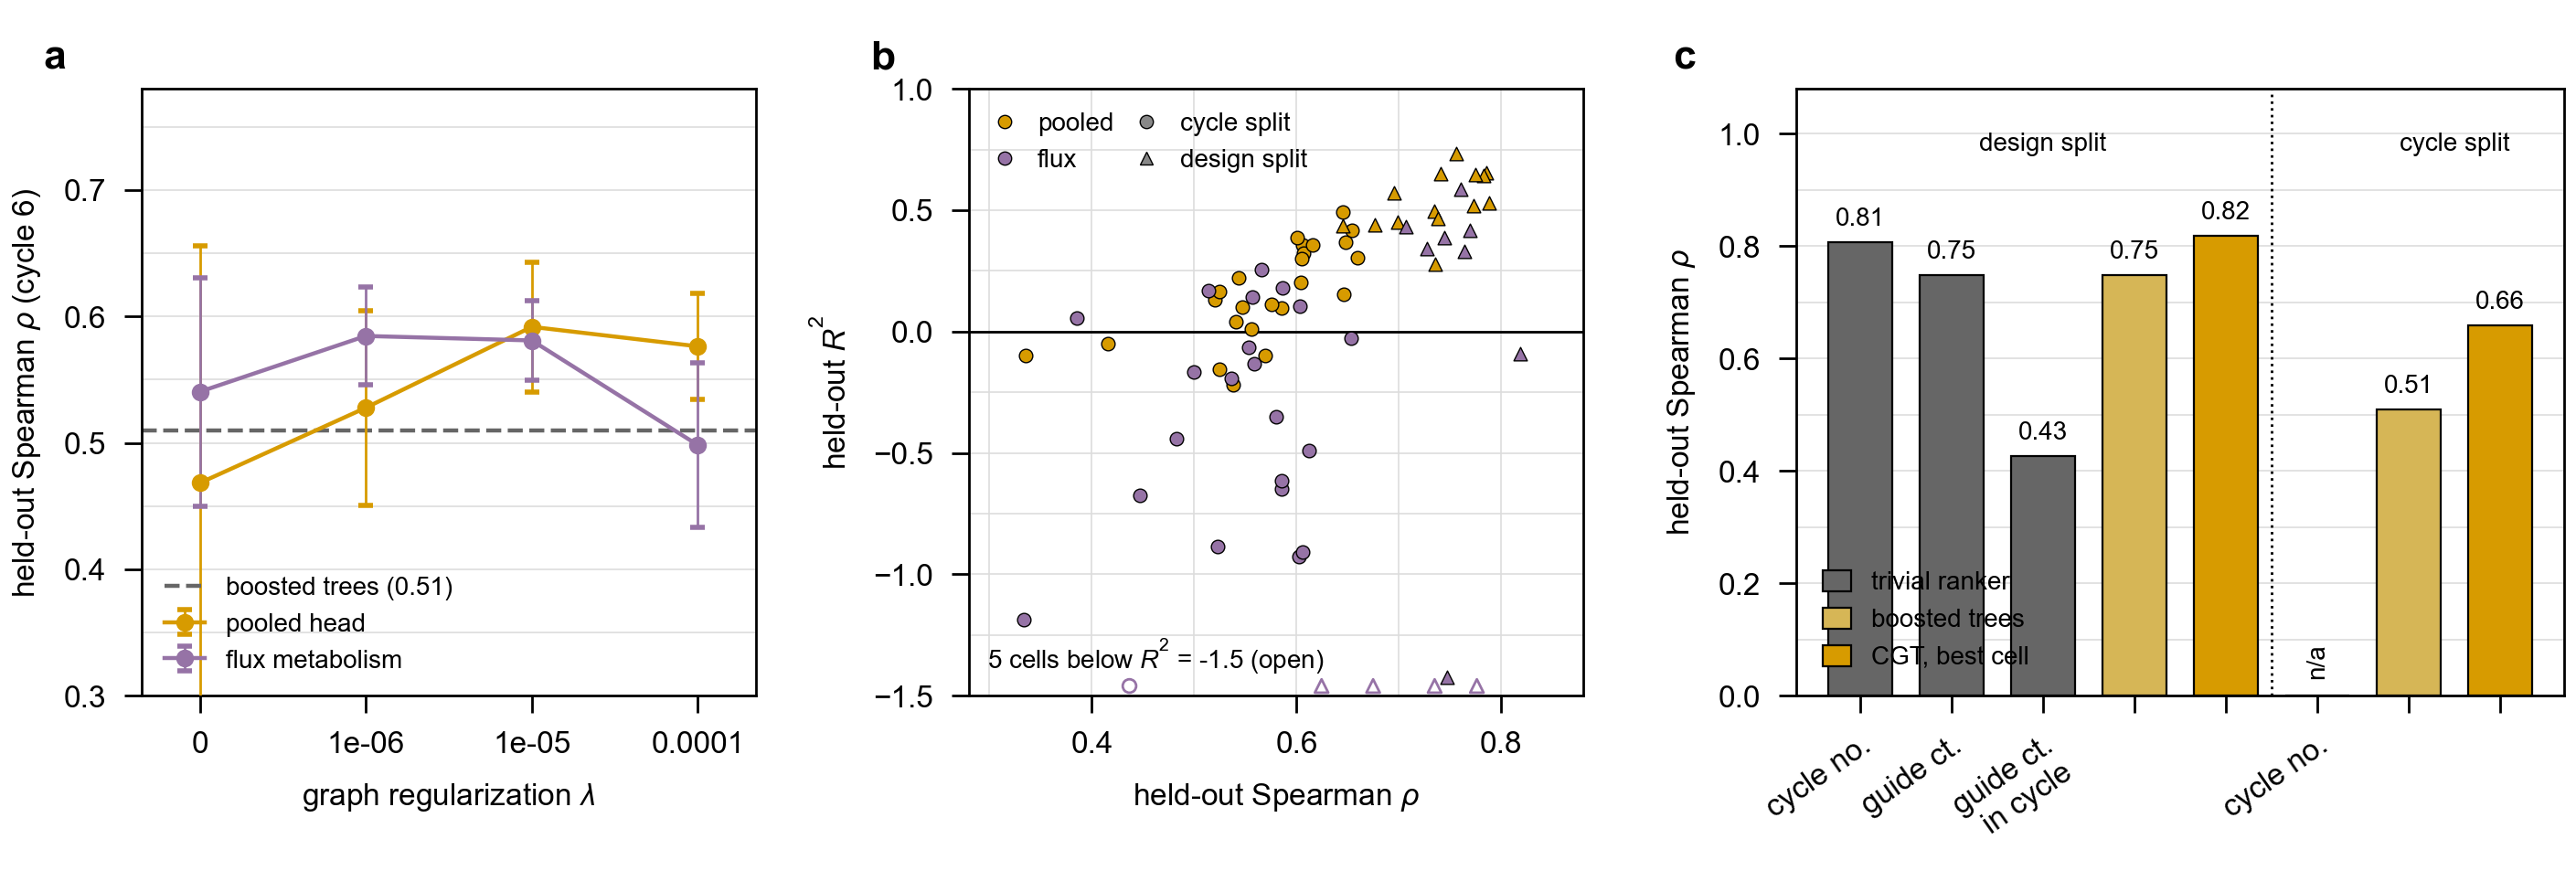 a
held-out Spearman ρ (cycle 6)
0.7
0.6
0.5
0.4
0.3
boosted trees (0.51)
pooled head
flux metabolism
0
1e-06
1e-05
0.0001
graph regularization λ
b
held-out R²
1.0
0.5
0.0
−0.5
−1.0
−1.5
pooled
flux
cycle split
design split
5 cells below R² = -1.5 (open)
0.4
0.6
0.8
held-out Spearman ρ
c
held-out Spearman ρ
1.0
0.8
0.6
0.4
0.2
0.0
design split
cycle split
0.81
0.75
0.43
0.75
0.82
n/a
0.51
0.66
trivial ranker
boosted trees
CGT, best cell
cycle no.
guide ct.
guide ct.
in cycle
cycle no.